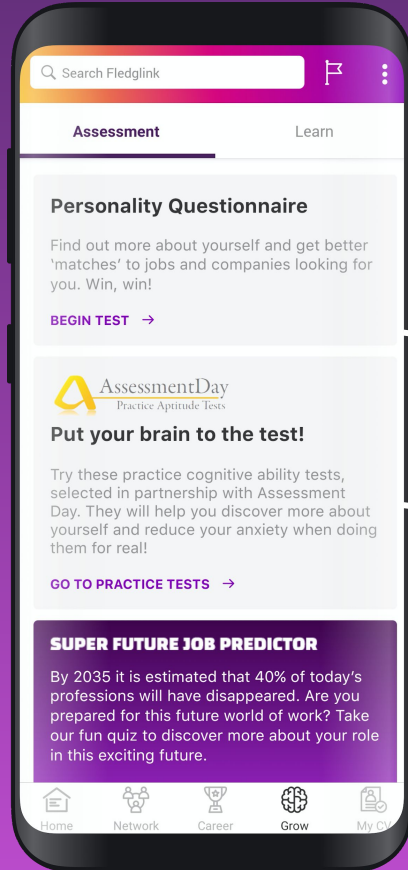 Search Fledglink
Assessment
Learn
Personality Questionnaire
Find out more about yourself and get better
‘matches’ to jobs and companies looking for
you. Win, win!
BEGIN TEST →
AssessmentDay
Practice Aptitude Tests
Put your brain to the test!
Try these practice cognitive ability tests,
selected in partnership with Assessment
Day. They will help you discover more about
yourself and reduce your anxiety when doing
them for real!
GO TO PRACTICE TESTS →
SUPER FUTURE JOB PREDICTOR
By 2035 it is estimated that 40% of today’s
professions will have disappeared. Are you
prepared for this future world of work? Take
our fun quiz to discover more about your role
in this exciting future.
Home
Network
Career
Grow
My CV